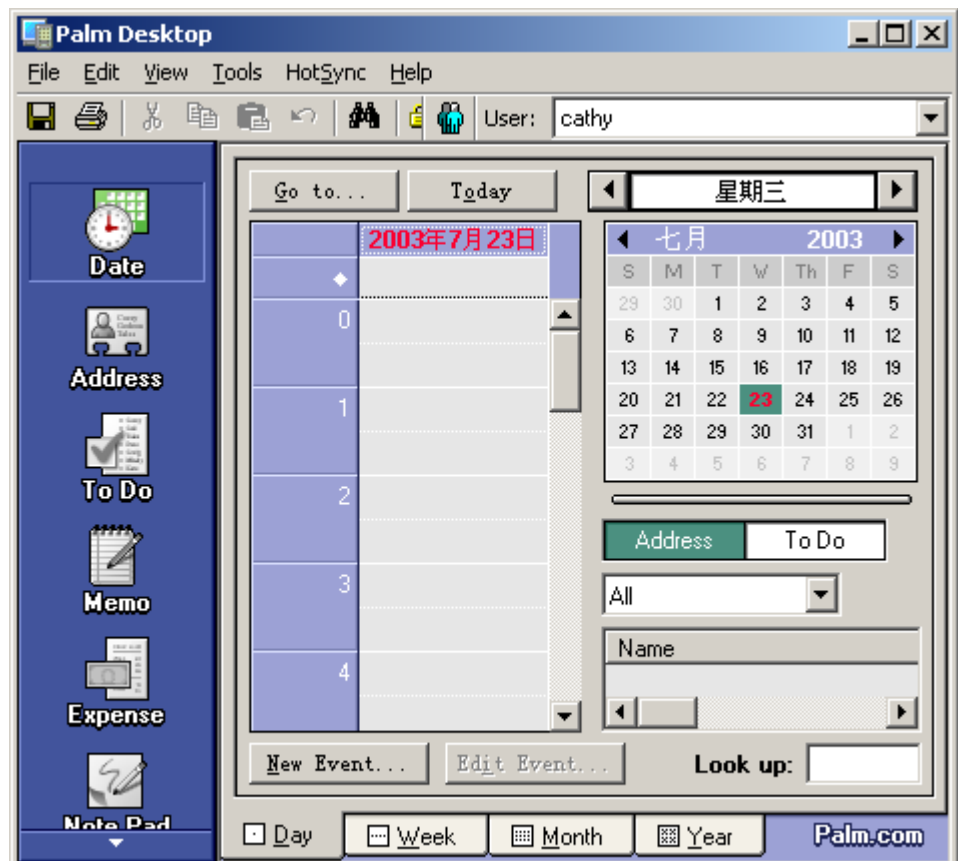 Palm Desktop
File Edit View Tools HotSync Help
User: cathy
Date
Address
To Do
Memo
Expense
Note Pad
Go to... Today
2003年7月23日
0
1
2
3
4
星期三
七月 2003
S M T W Th F S
29 30 1 2 3 4 5
6 7 8 9 10 11 12
13 14 15 16 17 18 19
20 21 22 23 24 25 26
27 28 29 30 31 1 2
3 4 5 6 7 8 9
Address To Do
All
Name
New Event... Edit Event... Look up:
Day Week Month Year Palm.com